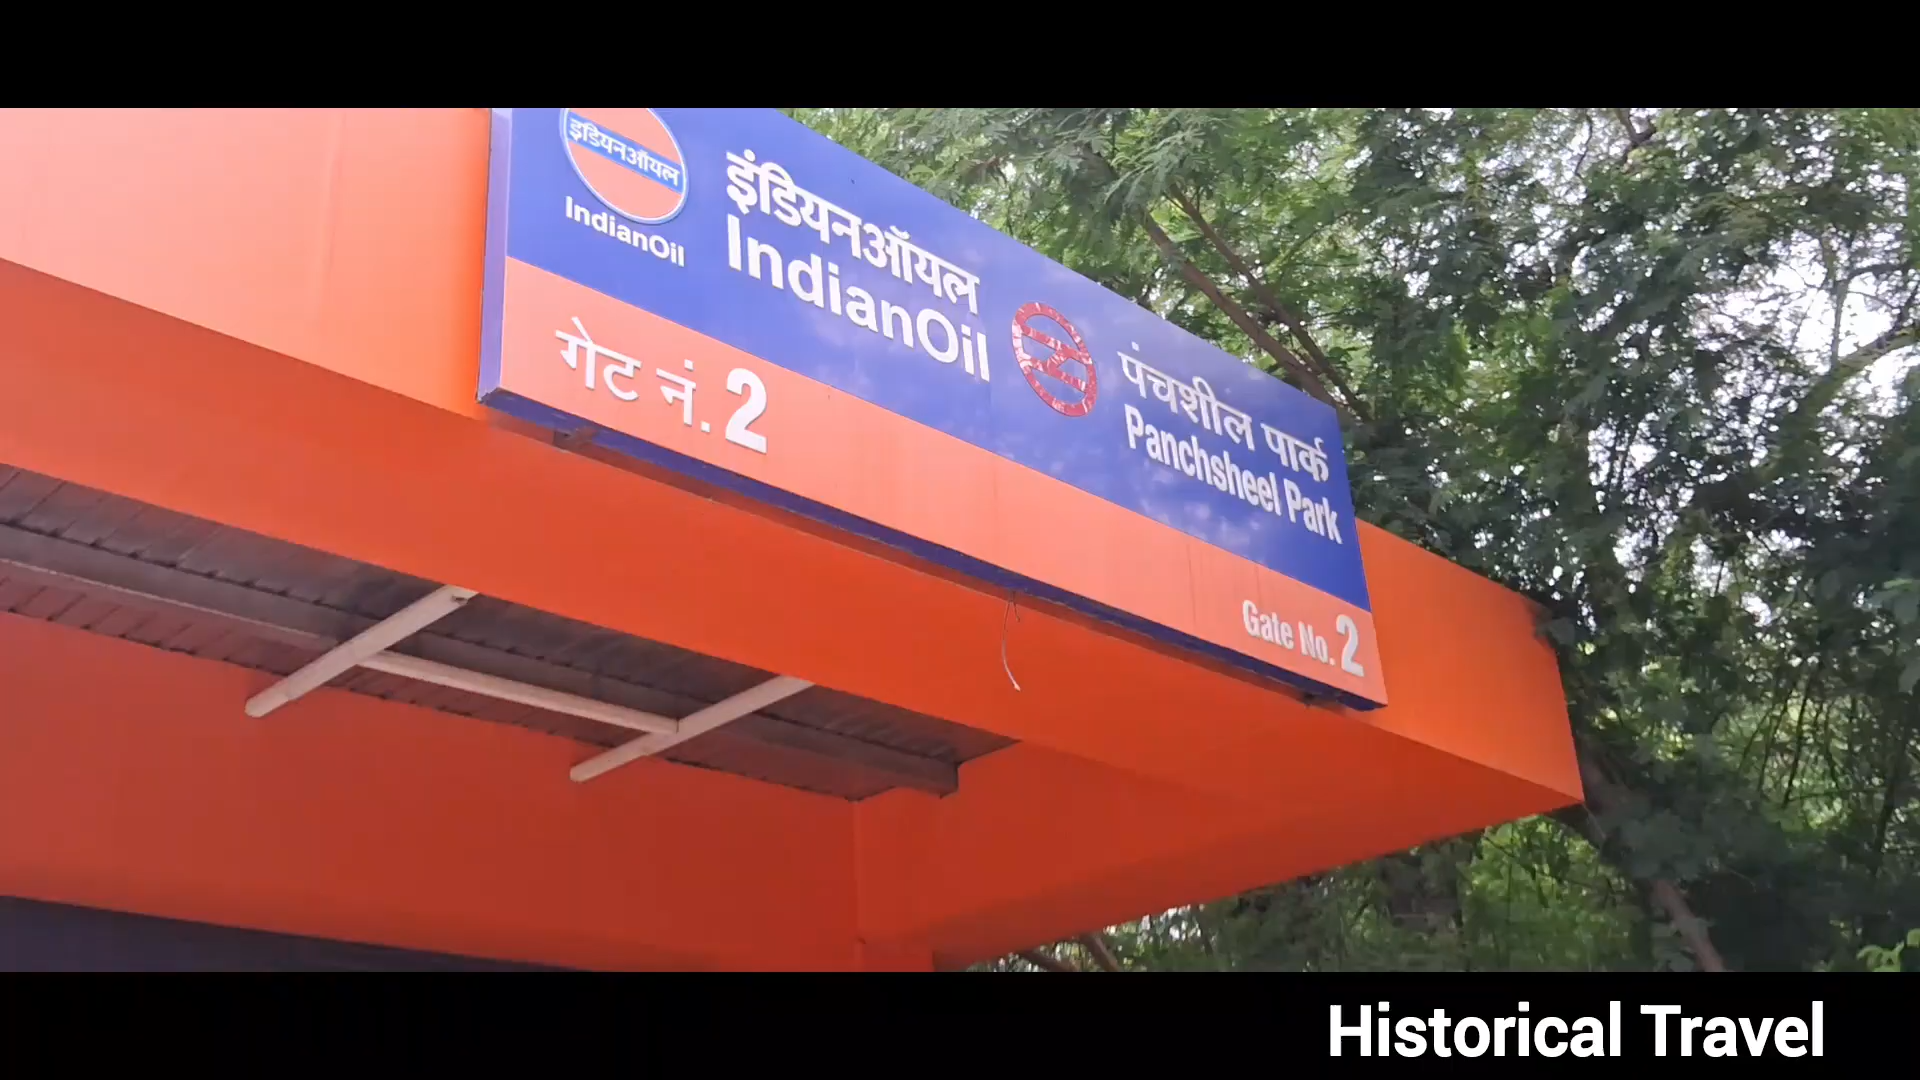 इंडियनऑयल
IndianOil
इंडियनऑयल
IndianOil
पंचशील पार्क
Panchsheel Park
गेट नं. 2
Gate No. 2
Historical Travel